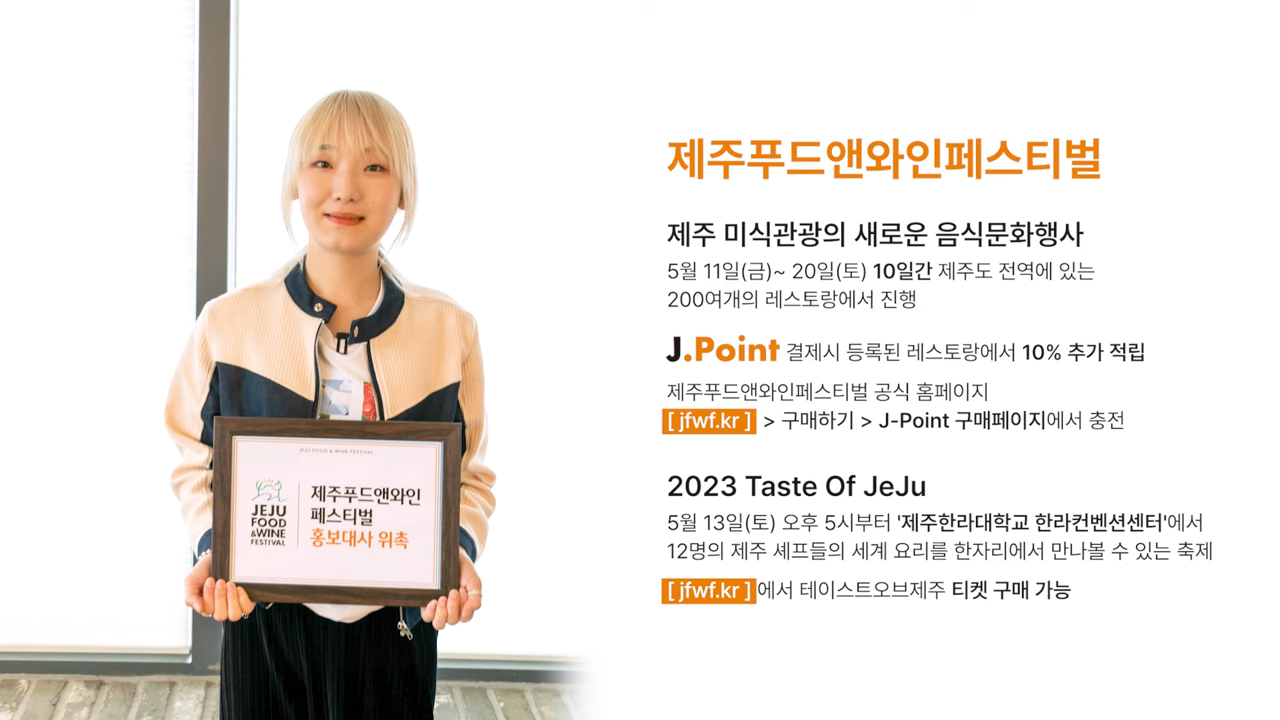 제주푸드앤와인페스티벌
제주 미식관광의 새로운 음식문화행사
5월 11일(금)~ 20일(토) 10일간 제주도 전역에 있는
200여개의 레스토랑에서 진행
J.Point 결제시 등록된 레스토랑에서 10% 추가 적립
제주푸드앤와인페스티벌 공식 홈페이지
[ jfwf.kr ] > 구매하기 > J-Point 구매페이지에서 충전
2023 Taste Of JeJu
5월 13일(토) 오후 5시부터 '제주한라대학교 한라컨벤션센터'에서
12명의 제주 셰프들의 세계 요리를 한자리에서 만나볼 수 있는 축제
[ jfwf.kr ]에서 테이스트오브제주 티켓 구매 가능
JEJU FOOD & WINE FESTIVAL
JEJU
FOOD
&WINE
FESTIVAL
제주푸드앤와인
페스티벌
홍보대사 위촉